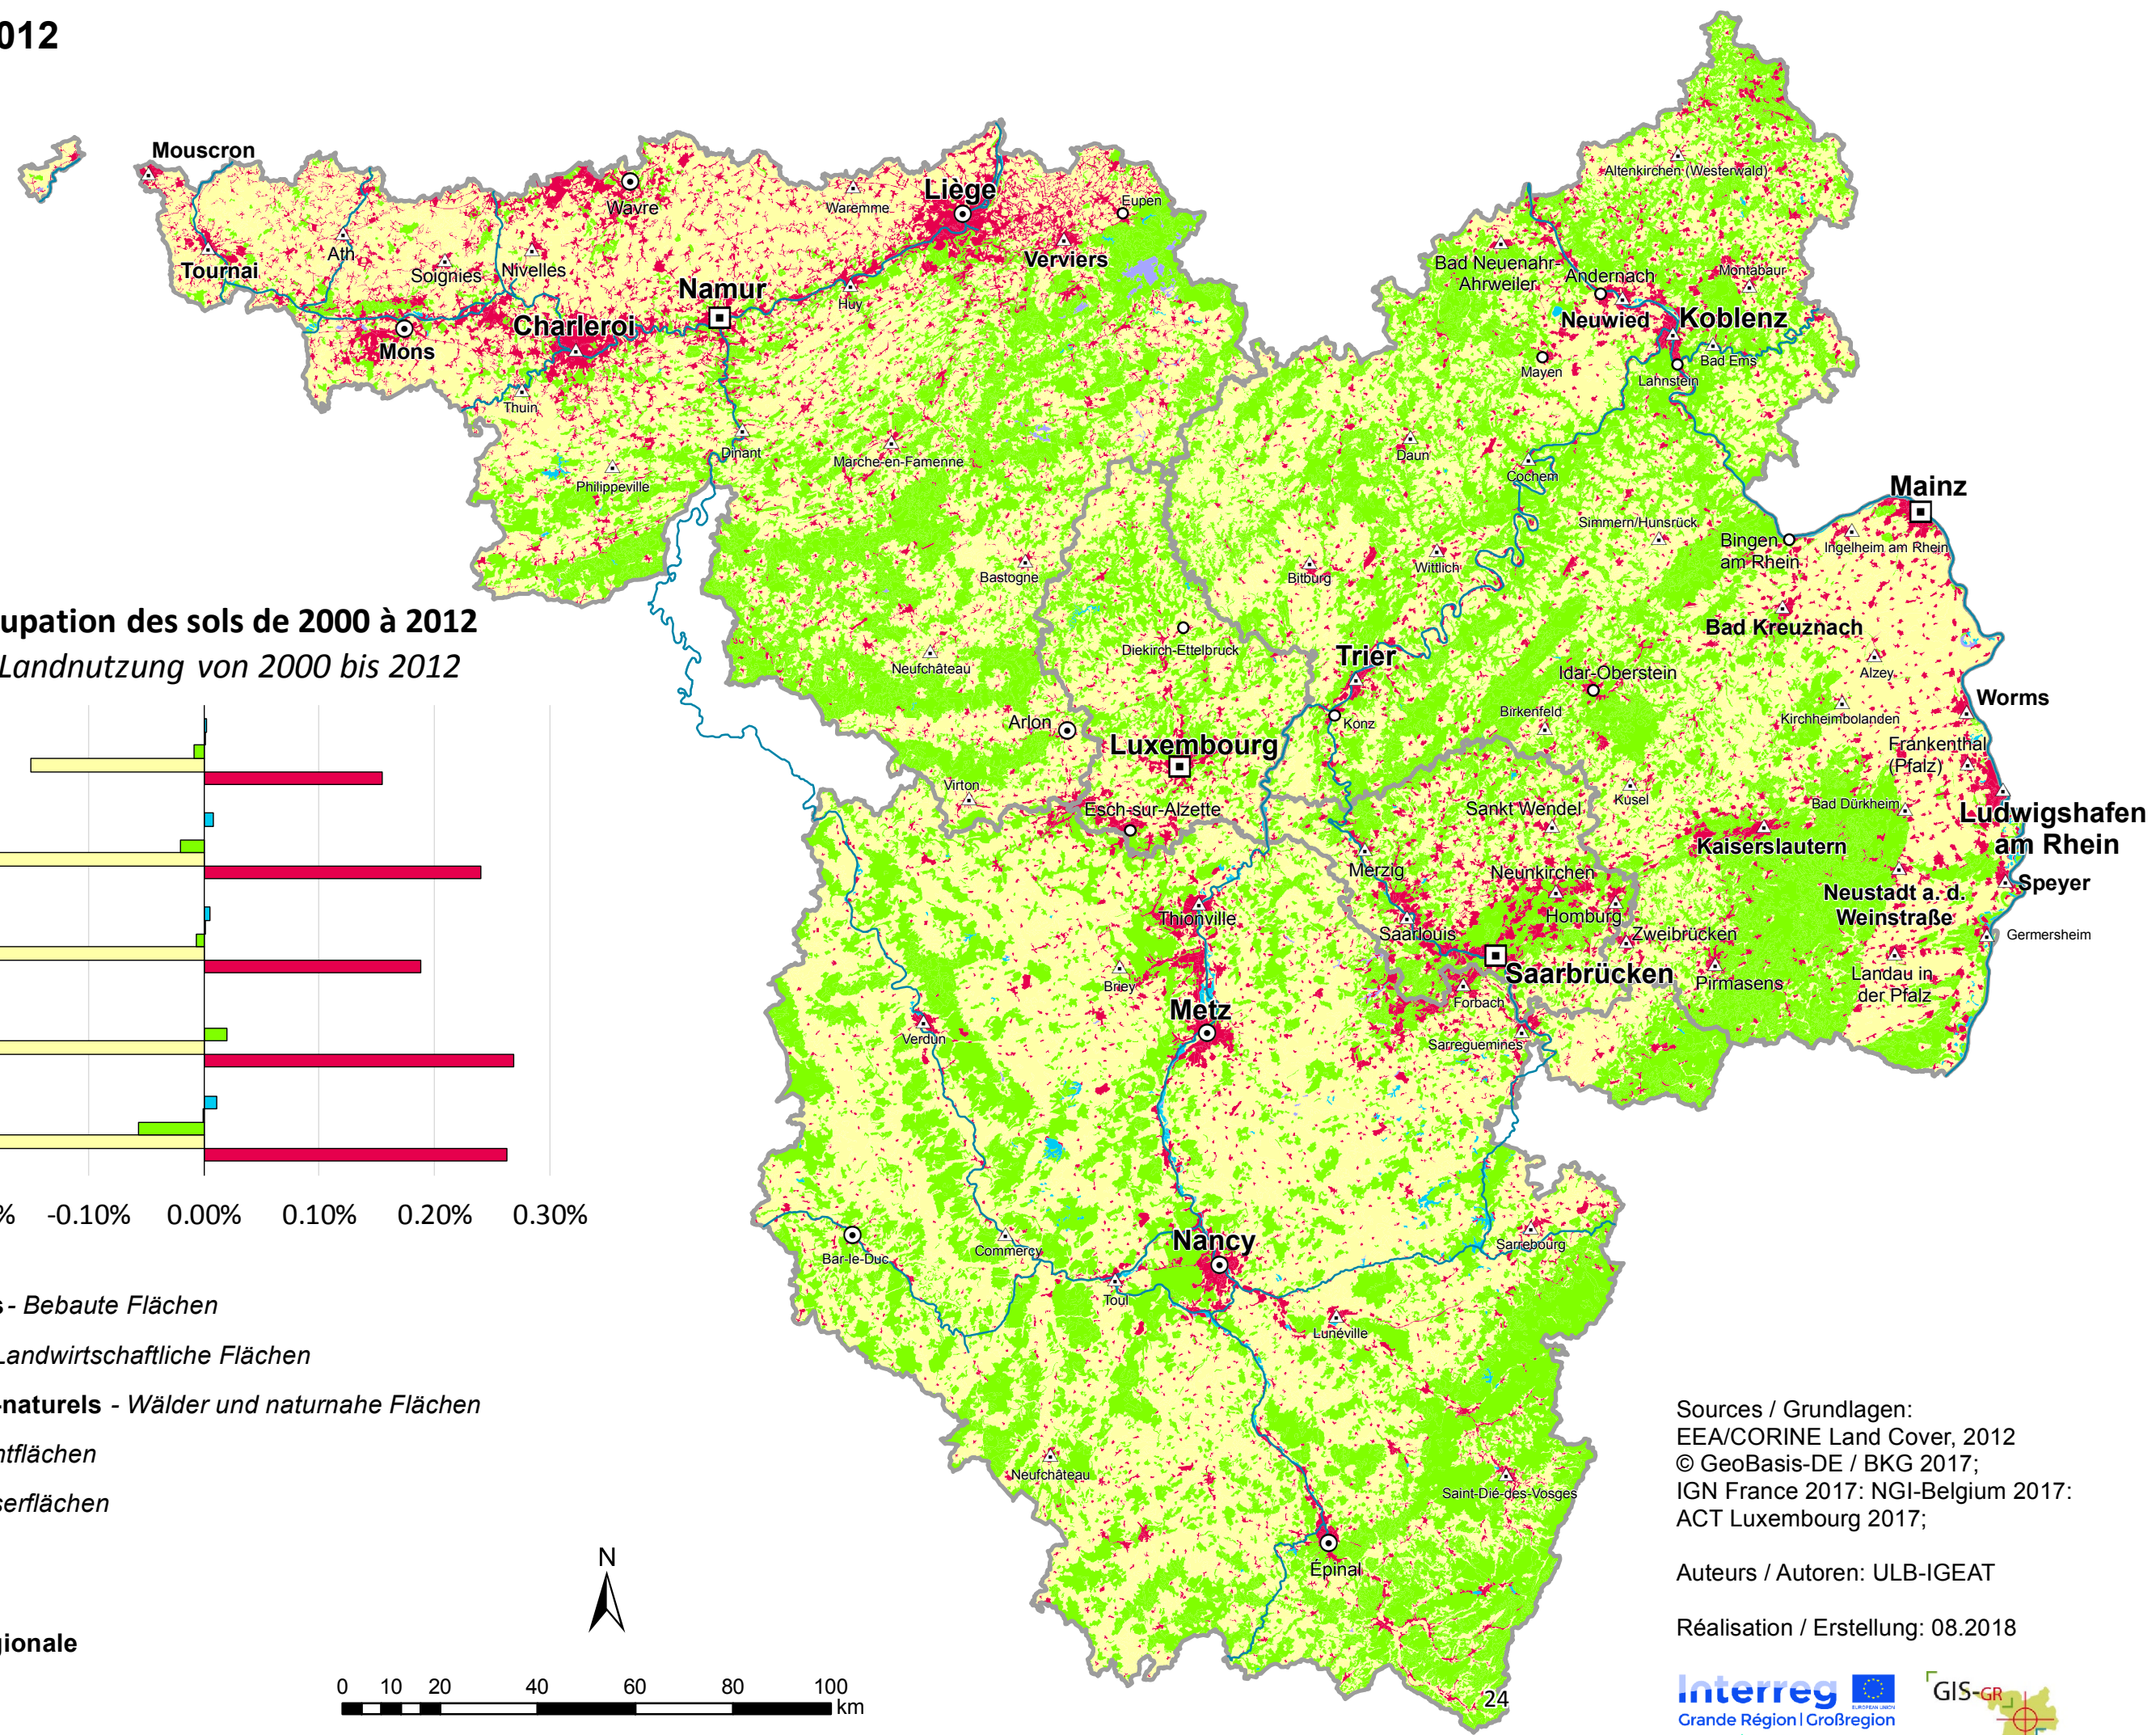 012
Mouscron
Tournai
Ath
Soignies
Nivelles
Wavre
Waremme
Liège
Eupen
Verviers
Huy
Namur
Charleroi
Mons
Thuin
Dinant
Philippeville
Marche-en-Famenne
Bastogne
Neufchâteau
Arlon
Virton
Diekirch-Ettelbruck
Luxembourg
Esch-sur-Alzette
Altenkirchen (Westerwald)
Bad Neuenahr-
Ahrweiler
Andernach
Montabaur
Neuwied
Koblenz
Bad Ems
Lahnstein
Mayen
Daun
Cochem
Simmern/Hunsrück
Mainz
Bingen
am Rhein
Ingelheim am Rhein
Bitburg
Wittlich
Bad Kreuznach
Alzey
Trier
Konz
Idar-Oberstein
Birkenfeld
Kirchheimbolanden
Worms
Frankenthal
(Pfalz)
Kusel
Sankt Wendel
Bad Dürkheim
Ludwigshafen
am Rhein
Kaiserslautern
Merzig
Neunkirchen
Homburg
Neustadt a. d.
Weinstraße
Speyer
Saarlouis
Zweibrücken
Germersheim
Saarbrücken
Pirmasens
Landau in
der Pfalz
Forbach
Sarreguemines
Thionville
Briey
Metz
Verdun
Bar-le-Duc
Commercy
Toul
Nancy
Sarrebourg
Lunéville
Neufchâteau
Saint-Dié-des-Vosges
Épinal
upation des sols de 2000 à 2012
Landnutzung von 2000 bis 2012
% -0.10% 0.00% 0.10% 0.20% 0.30%
s - Bebaute Flächen
Landwirtschaftliche Flächen
-naturels - Wälder und naturnahe Flächen
htflächen
serflächen
gionale
N
0 10 20 40 60 80 100
km
24
Sources / Grundlagen:
EEA/CORINE Land Cover, 2012
© GeoBasis-DE / BKG 2017;
IGN France 2017: NGI-Belgium 2017:
ACT Luxembourg 2017;
Auteurs / Autoren: ULB-IGEAT
Réalisation / Erstellung: 08.2018
Interreg
EUROPEAN UNION
Grande Région | Großregion
GIS-GR